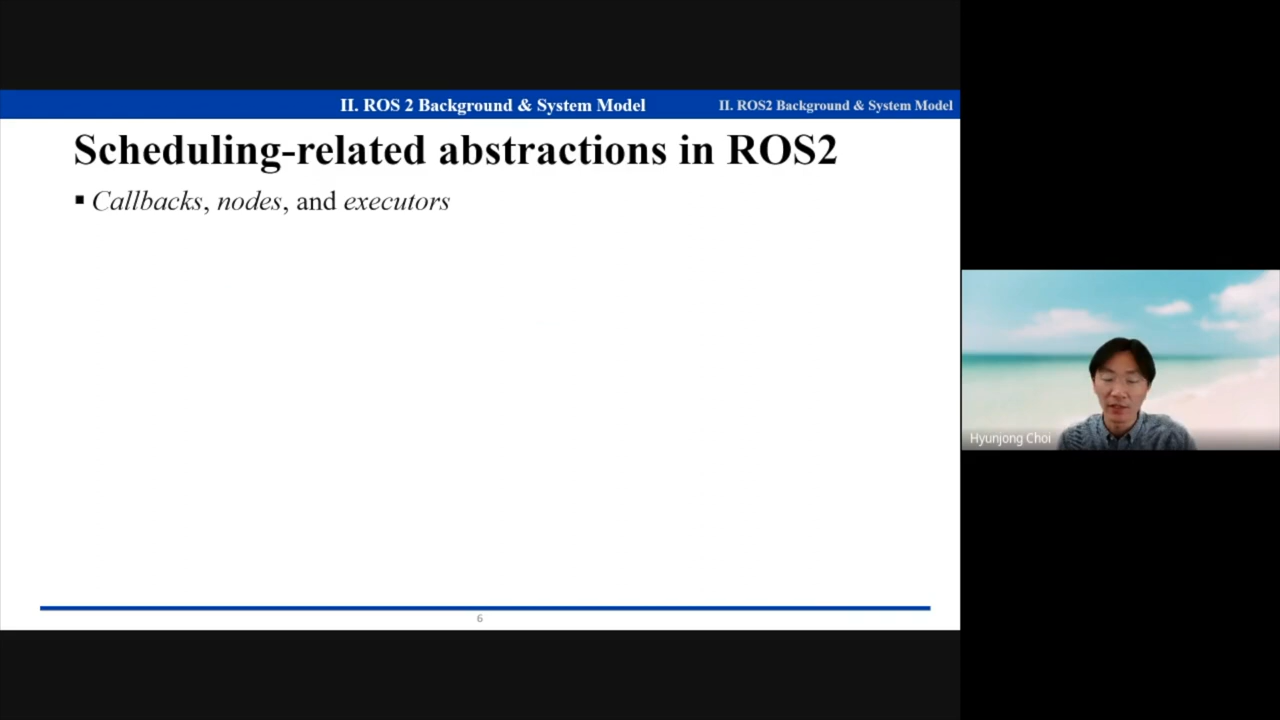 II. ROS 2 Background & System Model
II. ROS2 Background & System Model
Scheduling-related abstractions in ROS2
▪ Callbacks, nodes, and executors
Hyunjong Choi
6